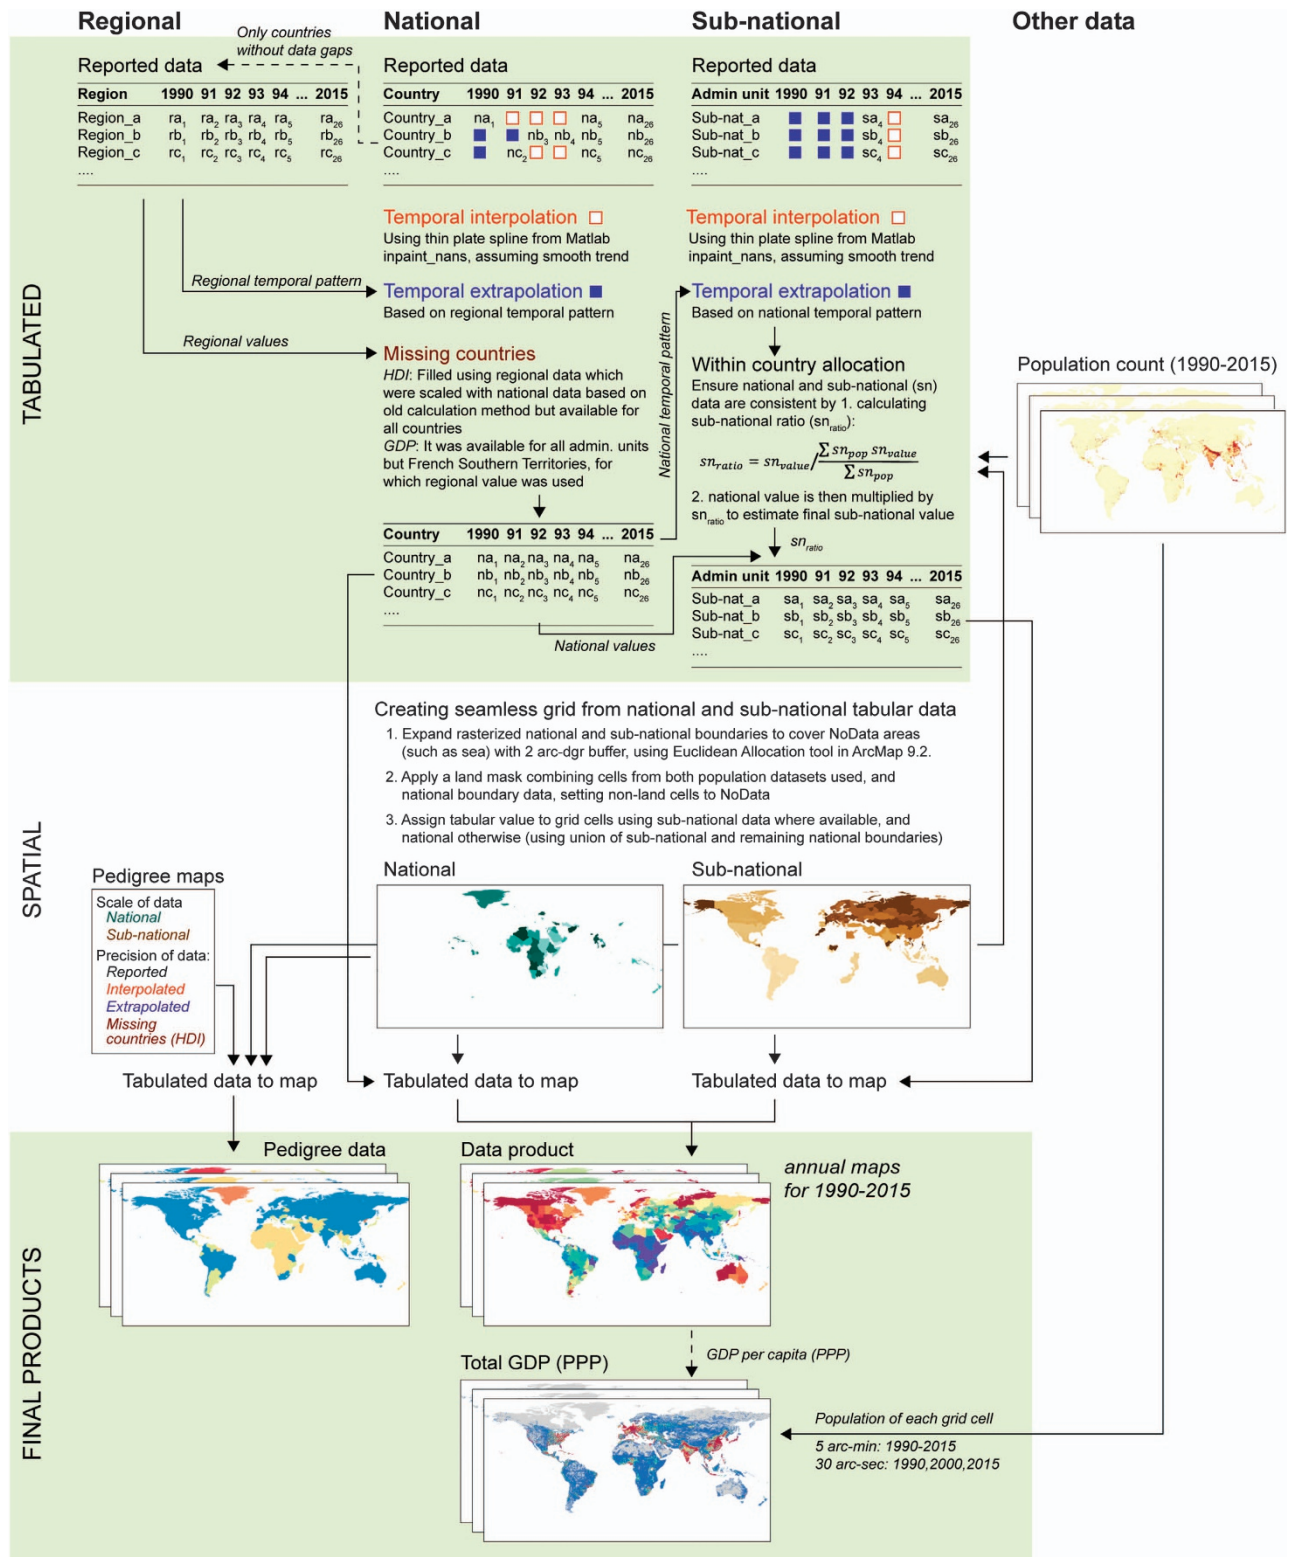 Regional National Sub-national Other data
Only countries
without data gaps
Reported data
Region 1990 91 92 93 94 ... 2015
Region_a ra1 ra2 ra3 ra4 ra5 ra26
Region_b rb1 rb2 rb3 rb4 rb5 rb26
Region_c rc1 rc2 rc3 rc4 rc5 rc26
....
Reported data
Country 1990 91 92 93 94 ... 2015
Country_a na1 na5 na26
Country_b nb3 nb4 nb5 nb26
Country_c nc2 nc5 nc26
....
Reported data
Admin unit 1990 91 92 93 94 ... 2015
Sub-nat_a sa4 sa26
Sub-nat_b sb4 sb26
Sub-nat_c sc4 sc26
....
TABULATED
Regional temporal pattern
Regional values
Temporal interpolation
Using thin plate spline from Matlab
inpaint_nans, assuming smooth trend
Temporal extrapolation
Based on regional temporal pattern
Missing countries
HDI: Filled using regional data which
were scaled with national data based on
old calculation method but available for
all countries
GDP: It was available for all admin. units
but French Southern Territories, for
which regional value was used
Country 1990 91 92 93 94 ... 2015
Country_a na1 na2 na3 na4 na5 na26
Country_b nb1 nb2 nb3 nb4 nb5 nb26
Country_c nc1 nc2 nc3 nc4 nc5 nc26
....
National values
National temporal pattern
Temporal interpolation
Using thin plate spline from Matlab
inpaint_nans, assuming smooth trend
Temporal extrapolation
Based on national temporal pattern
Within country allocation
Ensure national and sub-national (sn)
data are consistent by 1. calculating
sub-national ratio (snratio):
snratio = snvalue / (∑ snpop snvalue / ∑ snpop)
2. national value is then multiplied by
snratio to estimate final sub-national value
snratio
Admin unit 1990 91 92 93 94 ... 2015
Sub-nat_a sa1 sa2 sa3 sa4 sa5 sa26
Sub-nat_b sb1 sb2 sb3 sb4 sb5 sb26
Sub-nat_c sc1 sc2 sc3 sc4 sc5 sc26
....
Population count (1990-2015)
SPATIAL
Creating seamless grid from national and sub-national tabular data
1. Expand rasterized national and sub-national boundaries to cover NoData areas
(such as sea) with 2 arc-dgr buffer, using Euclidean Allocation tool in ArcMap 9.2.
2. Apply a land mask combining cells from both population datasets used, and
national boundary data, setting non-land cells to NoData
3. Assign tabular value to grid cells using sub-national data where available, and
national otherwise (using union of sub-national and remaining national boundaries)
Pedigree maps
Scale of data
National
Sub-national
Precision of data:
Reported
Interpolated
Extrapolated
Missing
countries (HDI)
National
Sub-national
Tabulated data to map
Tabulated data to map
Tabulated data to map
FINAL PRODUCTS
Pedigree data
Data product
annual maps
for 1990-2015
GDP per capita (PPP)
Total GDP (PPP)
Population of each grid cell
5 arc-min: 1990-2015
30 arc-sec: 1990,2000,2015